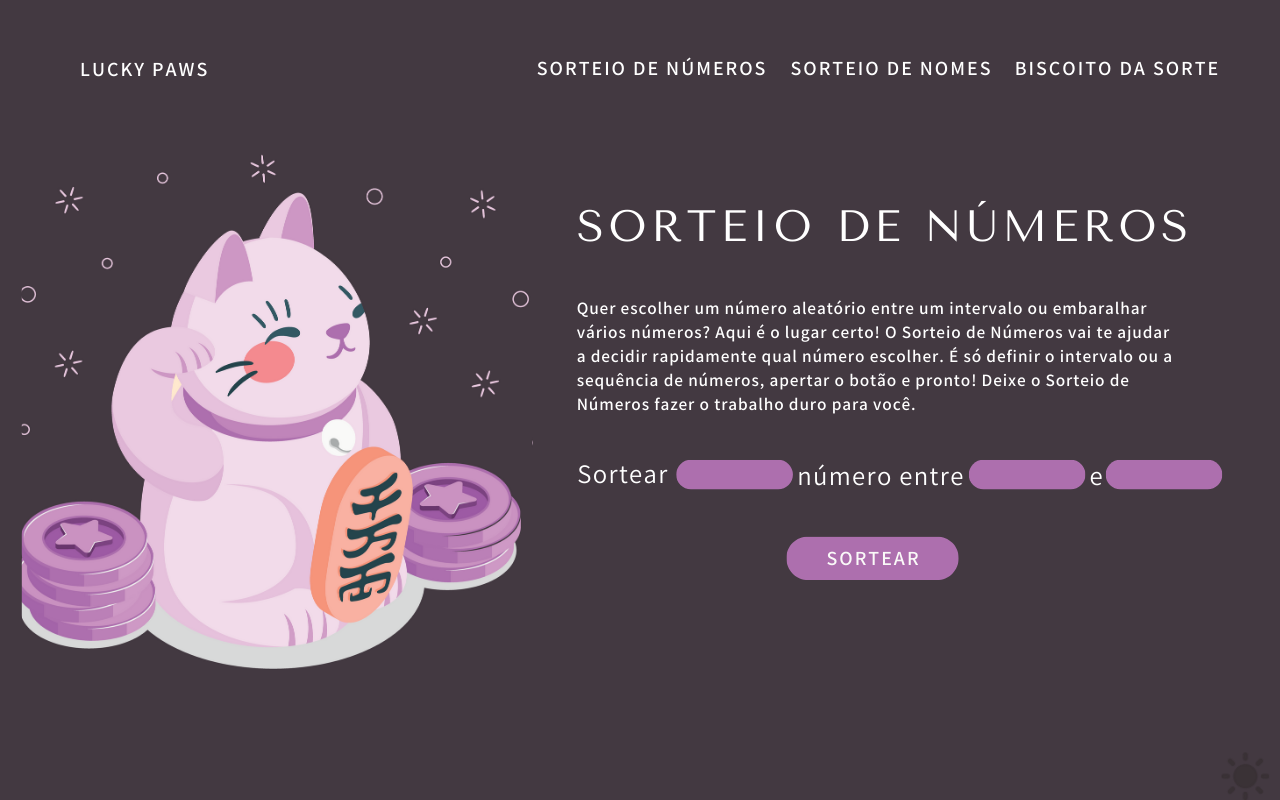 LUCKY PAWS
SORTEIO DE NÚMEROS
SORTEIO DE NOMES
BISCOITO DA SORTE
SORTEIO DE NÚMEROS
Quer escolher um número aleatório entre um intervalo ou embaralhar
vários números? Aqui é o lugar certo! O Sorteio de Números vai te ajudar
a decidir rapidamente qual número escolher. É só definir o intervalo ou a
sequência de números, apertar o botão e pronto! Deixe o Sorteio de
Números fazer o trabalho duro para você.
Sortear número entre e
SORTEAR